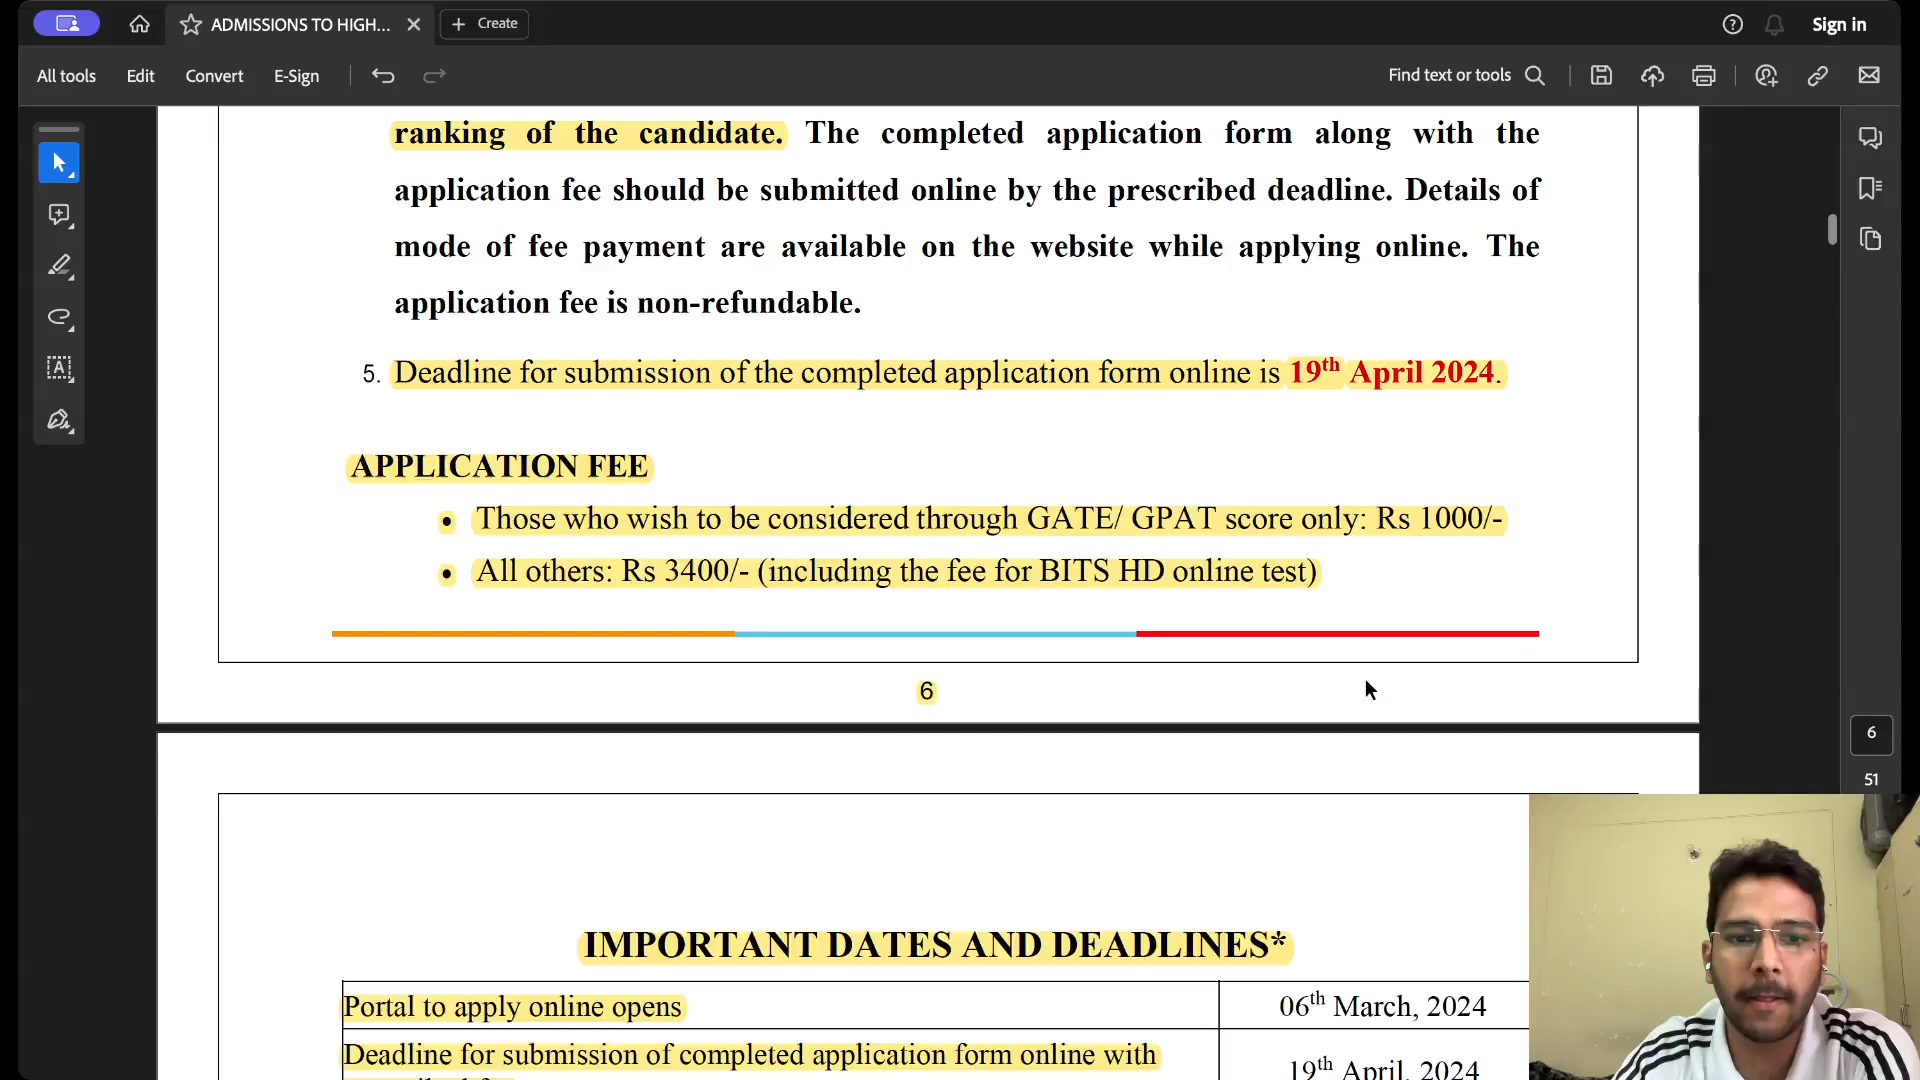 ADMISSIONS TO HIGH...
Create
Sign in
All tools
Edit
Convert
E-Sign
Find text or tools
ranking of the candidate. The completed application form along with the
application fee should be submitted online by the prescribed deadline. Details of
mode of fee payment are available on the website while applying online. The
application fee is non-refundable.
5. Deadline for submission of the completed application form online is 19th April 2024.
APPLICATION FEE
• Those who wish to be considered through GATE/ GPAT score only: Rs 1000/-
• All others: Rs 3400/- (including the fee for BITS HD online test)
6
6
51
IMPORTANT DATES AND DEADLINES*
Portal to apply online opens 06th March, 2024
Deadline for submission of completed application form online with 19th April, 2024